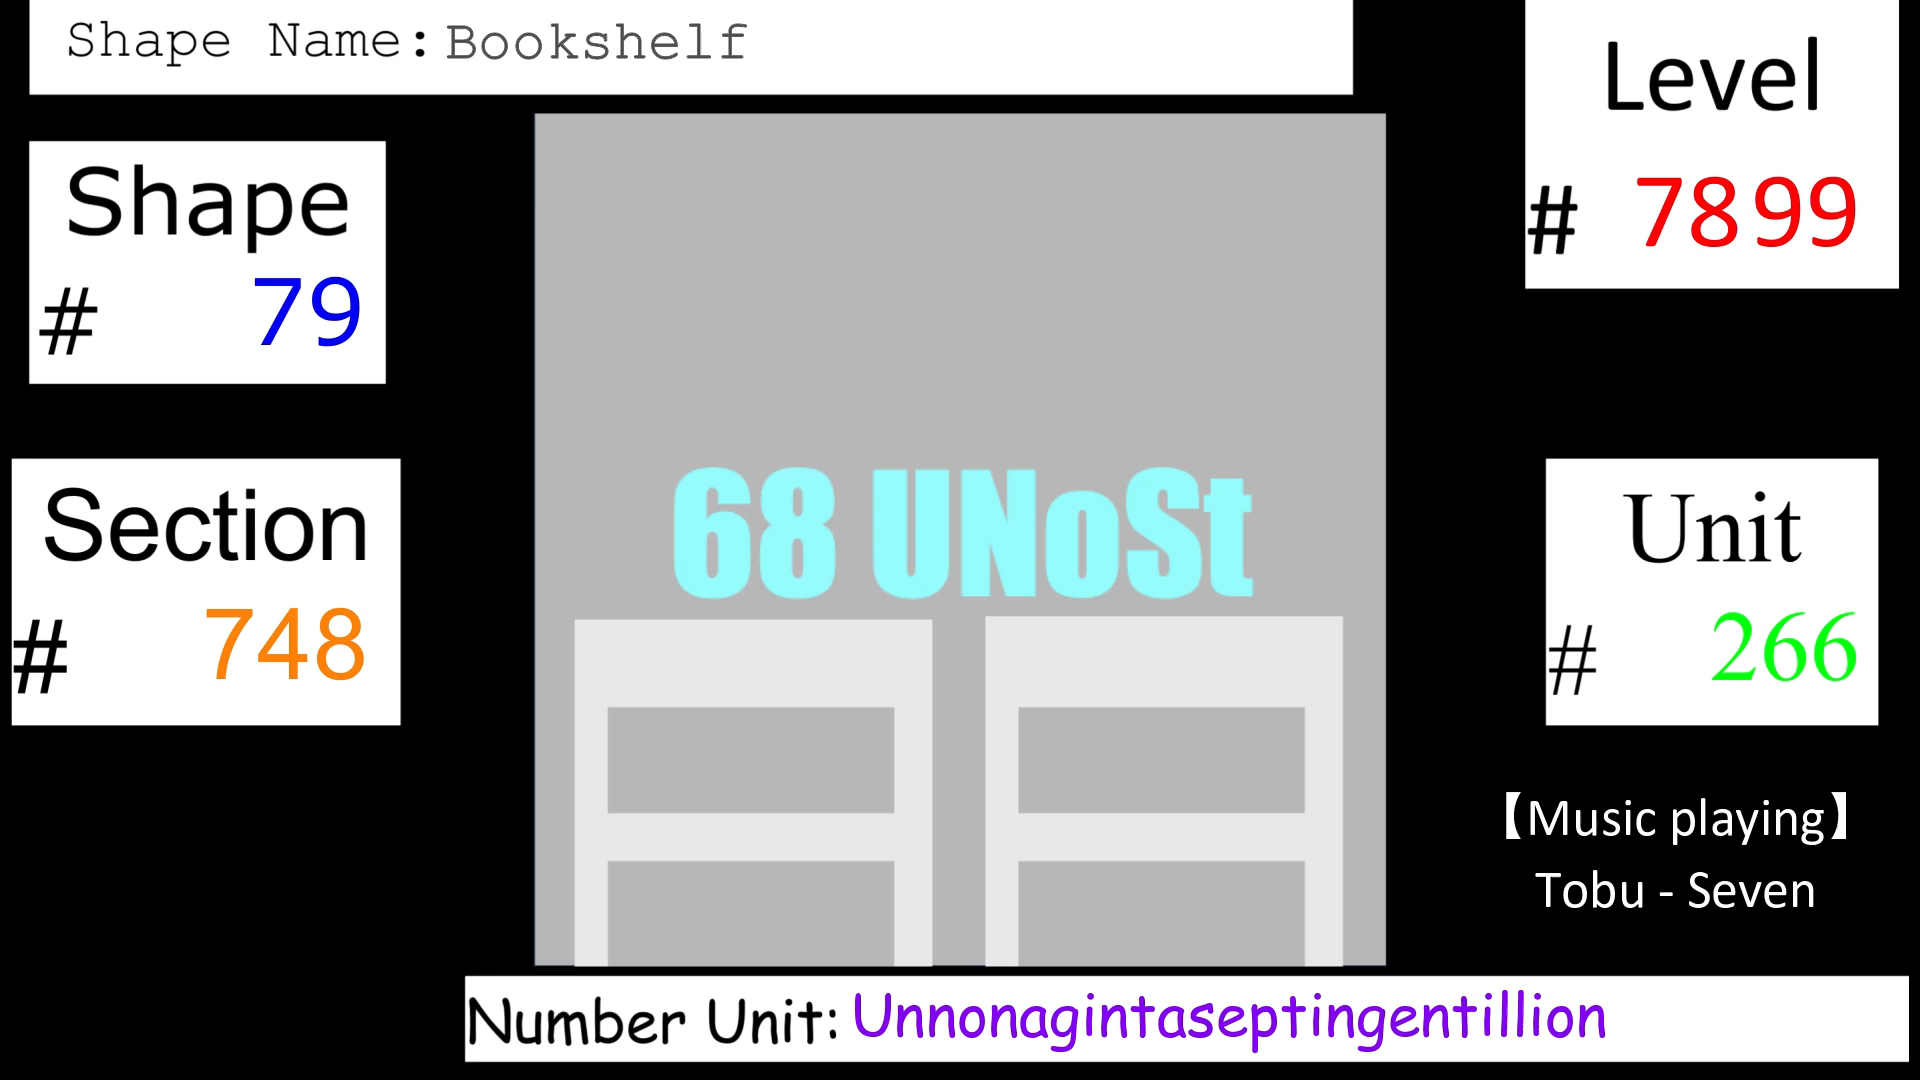 Shape Name: Bookshelf
Level
# 7899
Shape
# 79
68 UNoSt
Section
# 748
Unit
# 266
【Music playing】
Tobu - Seven
Number Unit: Unnonagintaseptingentillion